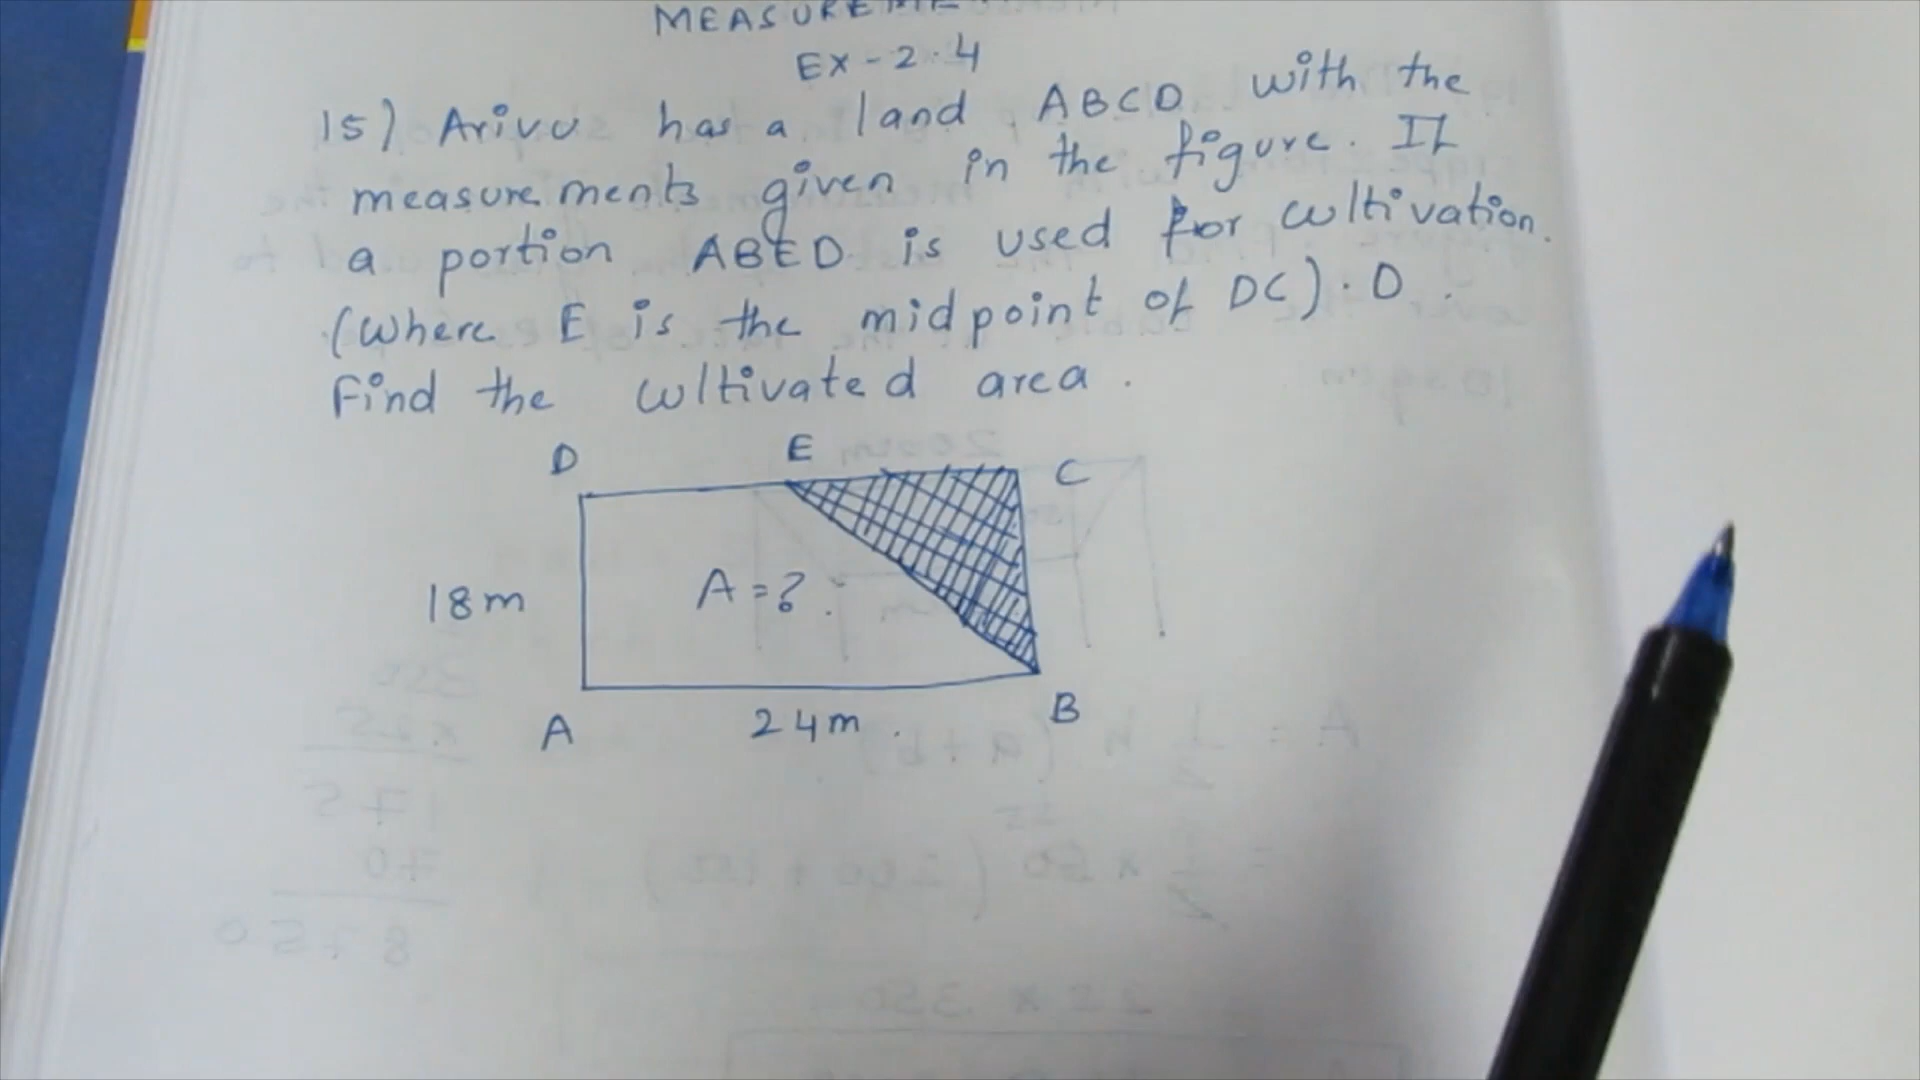 EX-2.4
15) Arivu has a land ABCD with the
measurements given in the figure. If
a portion ABED is used for cultivation.
(Where E is the midpoint of DC). D.
Find the cultivated area.
D E C
18m A = ?
A 24m. B